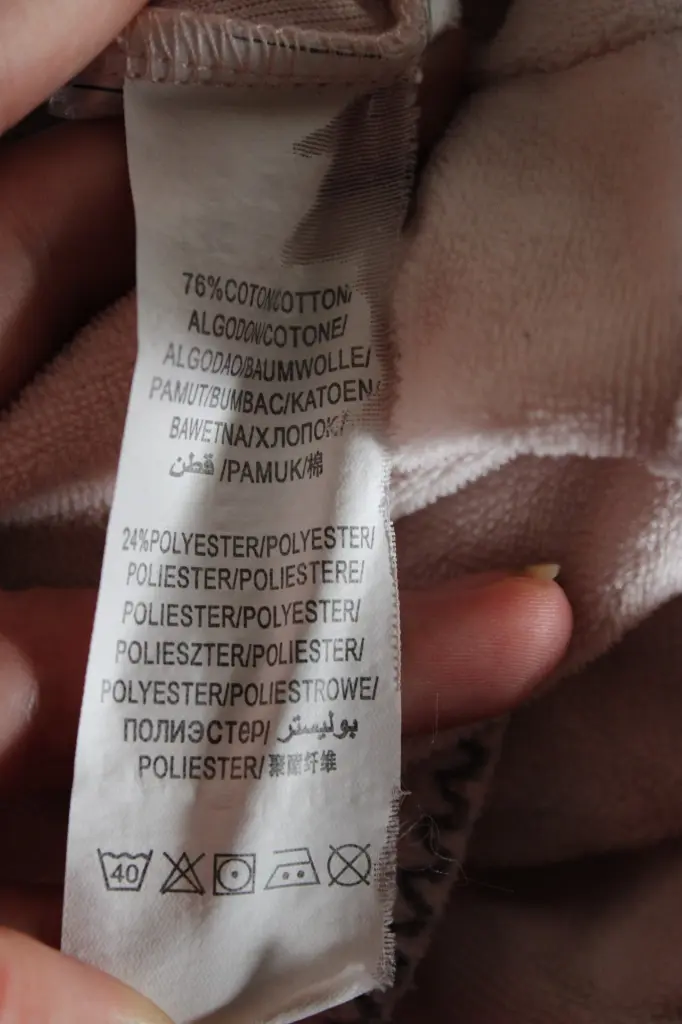 76%COTON/COTTON/
ALGODON/COTONE/
ALGODAO/BAUMWOLLE/
PAMUT/BUMBAC/KATOEN/
BAWETNA/ХЛОПОК/
قطن /PAMUK/棉
24%POLYESTER/POLYESTER/
POLIESTER/POLIESTERE/
POLIESTER/POLYESTER/
POLIESZTER/POLIESTER/
POLYESTER/POLIESTROWE/
ПОЛИЭСТеР/ بوليستر
POLIESTER/聚酯纤维
40